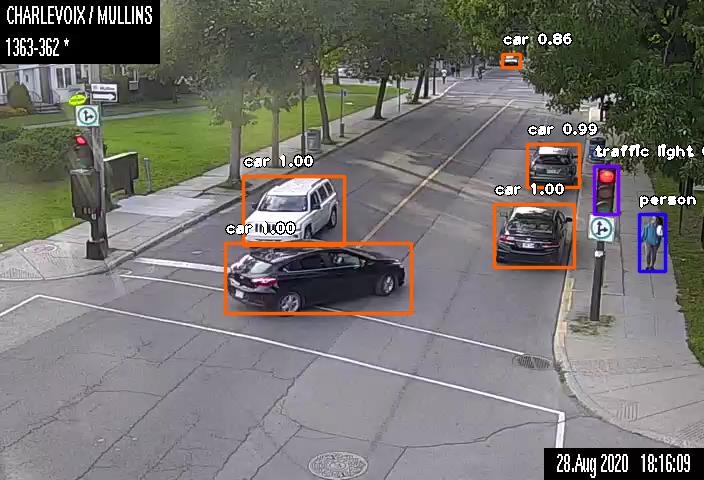 CHARLEVOIX / MULLINS
1363-362 *
car 0.86
car 0.99
traffic light
car 1.00
car 1.00
person
car 1.00
28.Aug 2020 18:16:09